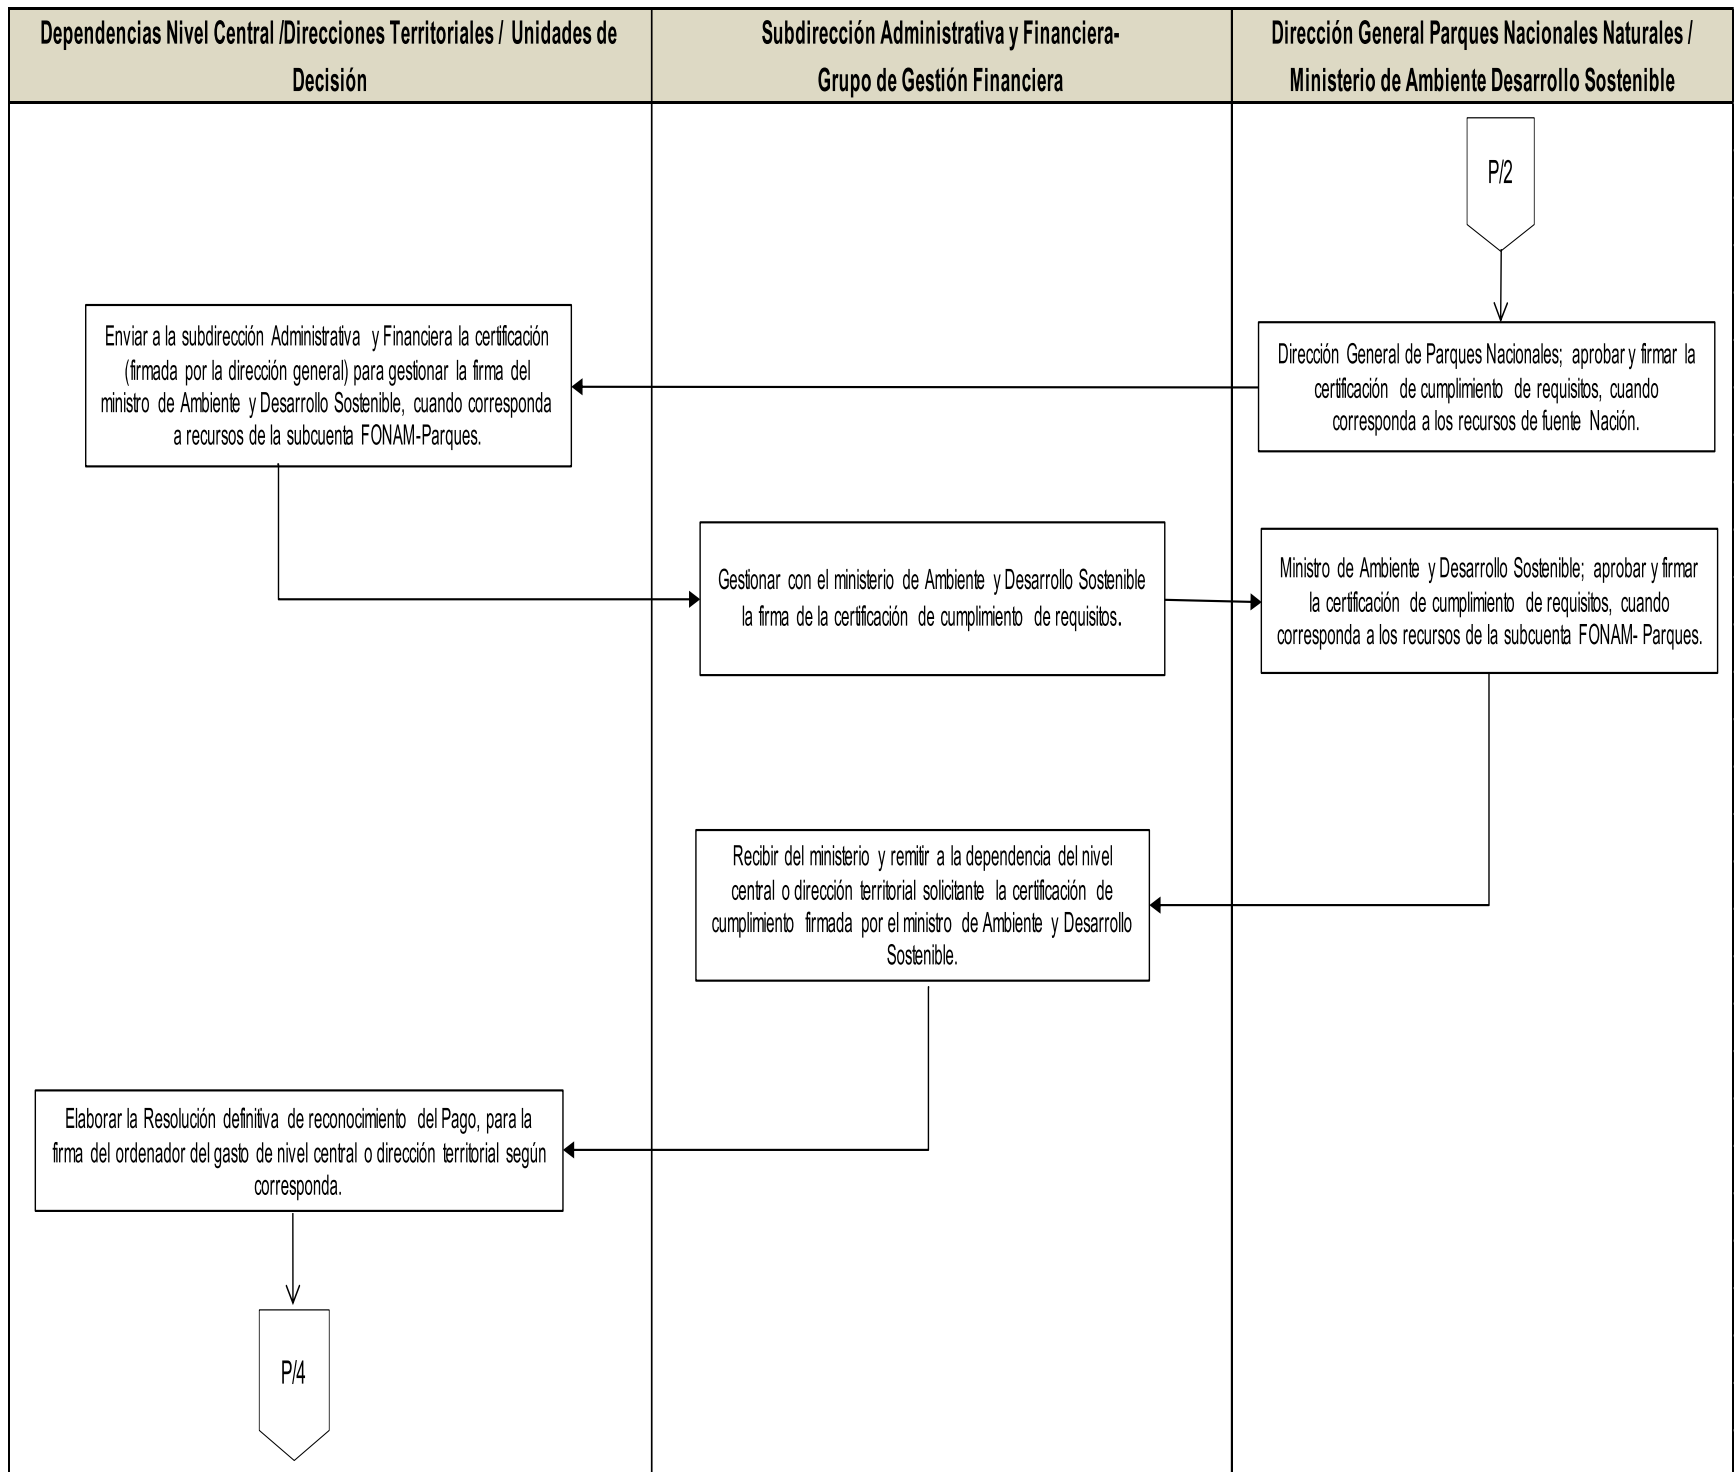 Dependencias Nivel Central /Direcciones Territoriales / Unidades de
Decisión
Subdirección Administrativa y Financiera-
Grupo de Gestión Financiera
Dirección General Parques Nacionales Naturales /
Ministerio de Ambiente Desarrollo Sostenible
P/2
Dirección General de Parques Nacionales; aprobar y firmar la
certificación de cumplimiento de requisitos, cuando
corresponda a los recursos de fuente Nación.
Enviar a la subdirección Administrativa y Financiera la certificación
(firmada por la dirección general) para gestionar la firma del
ministro de Ambiente y Desarrollo Sostenible, cuando corresponda
a recursos de la subcuenta FONAM-Parques.
Gestionar con el ministerio de Ambiente y Desarrollo Sostenible
la firma de la certificación de cumplimiento de requisitos.
Ministro de Ambiente y Desarrollo Sostenible; aprobar y firmar
la certificación de cumplimiento de requisitos, cuando
corresponda a los recursos de la subcuenta FONAM- Parques.
Recibir del ministerio y remitir a la dependencia del nivel
central o dirección territorial solicitante la certificación de
cumplimiento firmada por el ministro de Ambiente y Desarrollo
Sostenible.
Elaborar la Resolución definitiva de reconocimiento del Pago, para la
firma del ordenador del gasto de nivel central o dirección territorial según
corresponda.
P/4